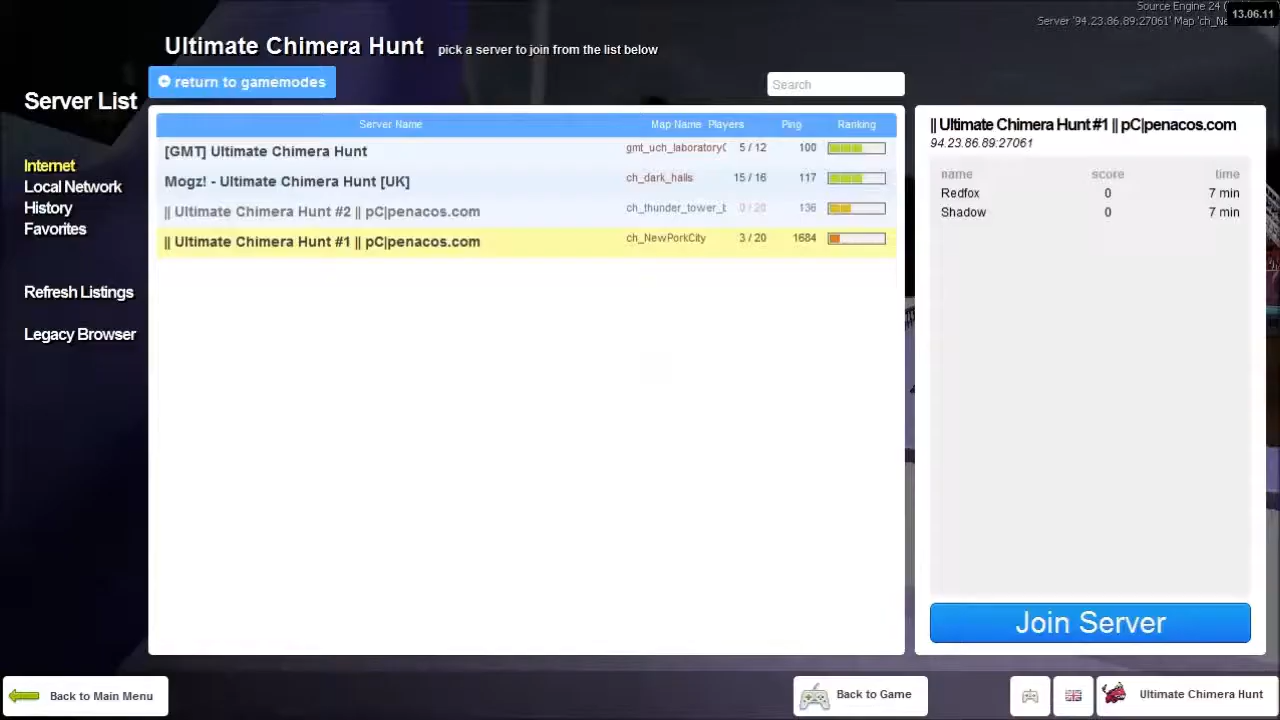 Source Engine 24
13.06.11
Server '94.23.86.89:27061' Map
Ultimate Chimera Hunt pick a server to join from the list below
return to gamemodes
Search
Server List
Internet
Local Network
History
Favorites
Refresh Listings
Legacy Browser
Server Name Map Name Players Ping Ranking
[GMT] Ultimate Chimera Hunt 5 / 12 100
Mogz! - Ultimate Chimera Hunt [UK] ch_dark_halls 15 / 16 117
|| Ultimate Chimera Hunt #2 || pC|penacos.com ch_thunder_tower_b 0 / 20 136
|| Ultimate Chimera Hunt #1 || pC|penacos.com ch_NewPorkCity 3 / 20 1684
|| Ultimate Chimera Hunt #1 || pC|penacos.com
94.23.86.89:27061
name score time
Redfox 0 7 min
Shadow 0 7 min
Join Server
Back to Main Menu
Back to Game
Ultimate Chimera Hunt